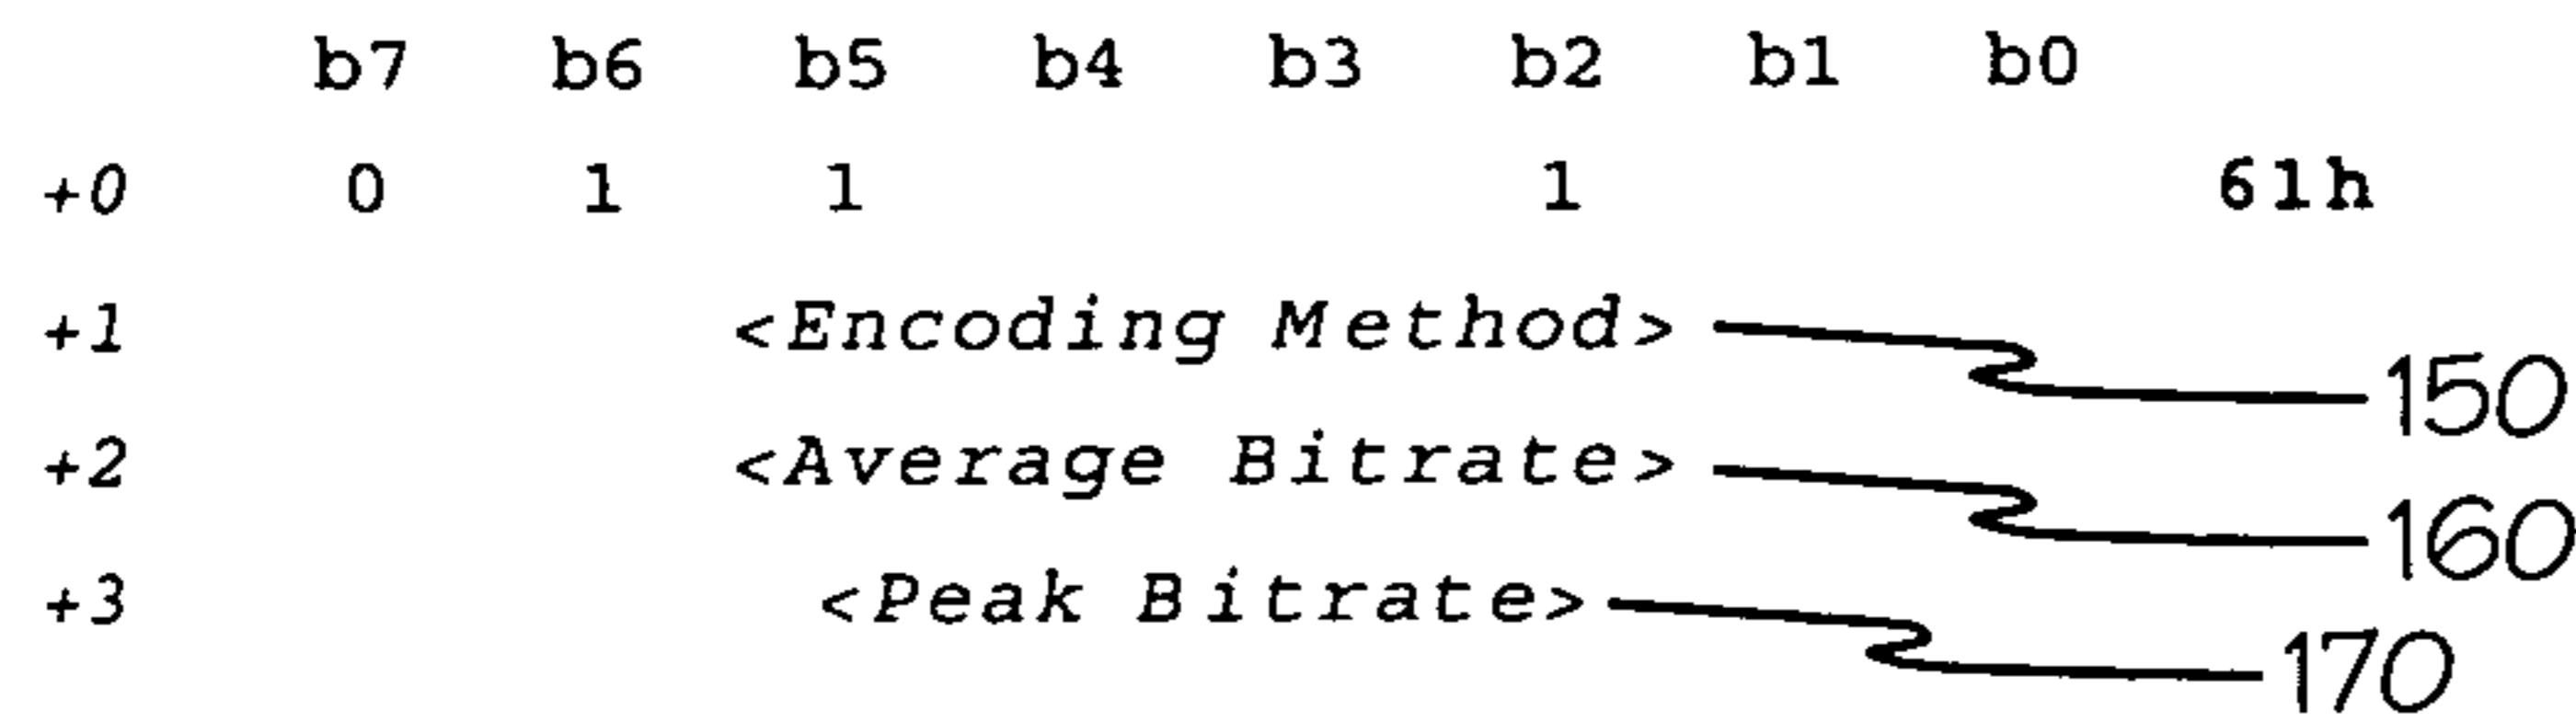 b7 b6 b5 b4 b3 b2 b1 b0
+0 0 1 1 1 61h
+1 <Encoding Method> 150
+2 <Average Bitrate> 160
+3 <Peak Bitrate> 170